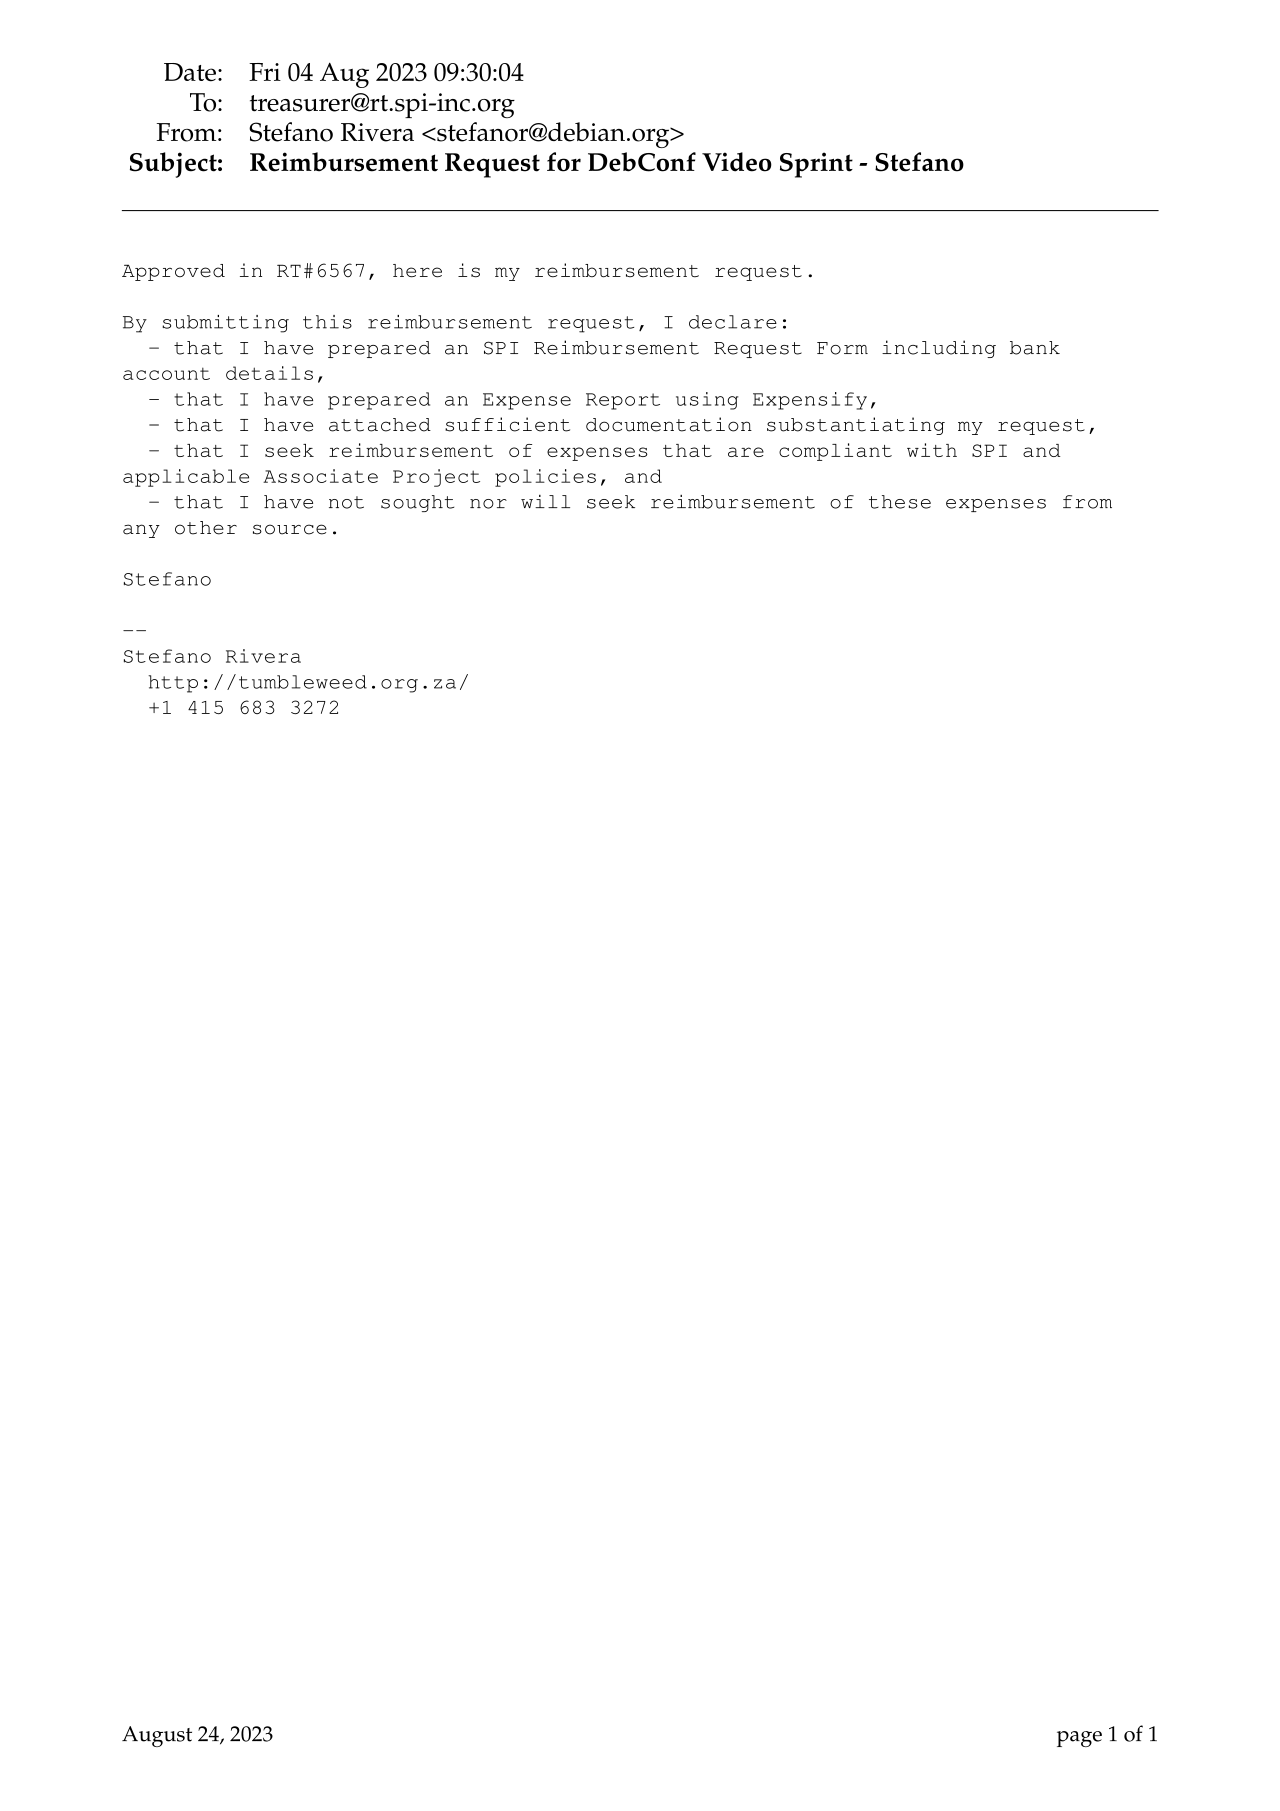 Date: Fri 04 Aug 2023 09:30:04
To: treasurer@rt.spi-inc.org
From: Stefano Rivera <stefanor@debian.org>
Subject: Reimbursement Request for DebConf Video Sprint - Stefano
Approved in RT#6567, here is my reimbursement request.
By submitting this reimbursement request, I declare:
- that I have prepared an SPI Reimbursement Request Form including bank
account details,
- that I have prepared an Expense Report using Expensify,
- that I have attached sufficient documentation substantiating my request,
- that I seek reimbursement of expenses that are compliant with SPI and
applicable Associate Project policies, and
- that I have not sought nor will seek reimbursement of these expenses from
any other source.
Stefano
--
Stefano Rivera
http://tumbleweed.org.za/
+1 415 683 3272
August 24, 2023 page 1 of 1